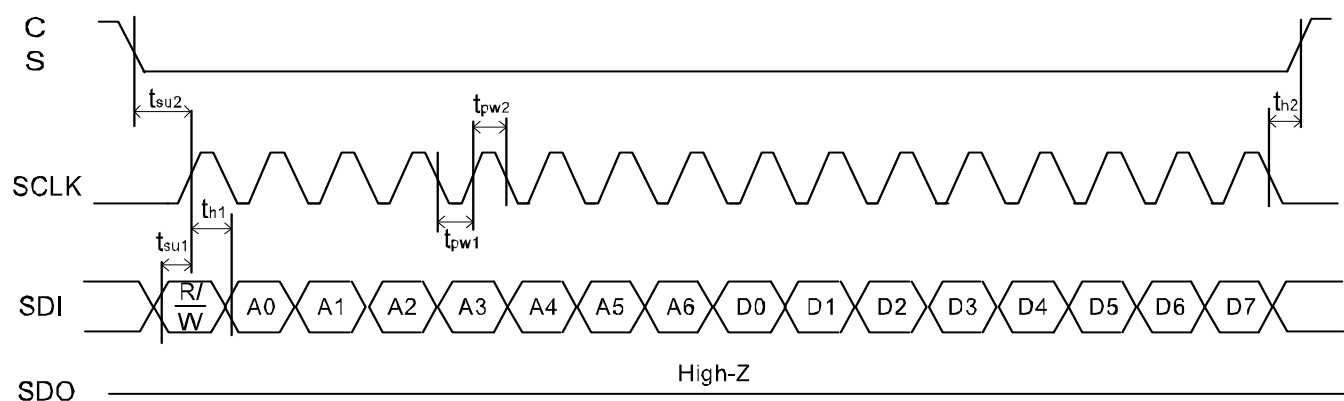 C
S
tsu2
tpw2
th2
SCLK
th1
tsu1
tpw1
SDI
R/
W
A0 A1 A2 A3 A4 A5 A6 D0 D1 D2 D3 D4 D5 D6 D7
High-Z
SDO